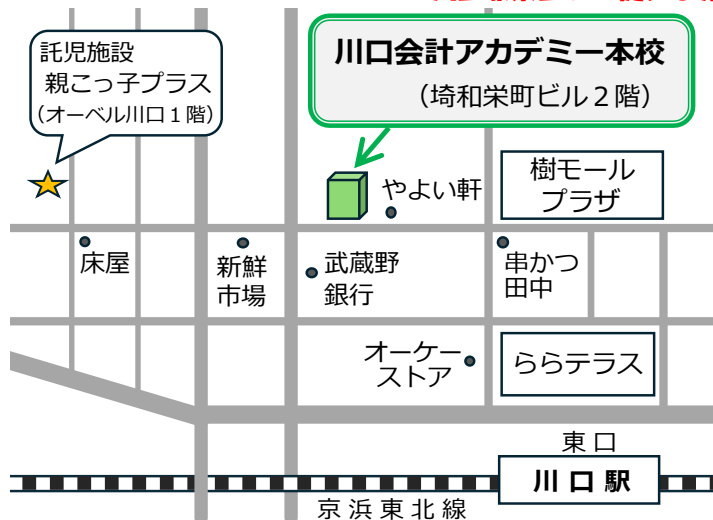 託児施設
親こっ子プラス
(オーベル川口１階)
川口会計アカデミー本校
（埼和栄町ビル２階）
やよい軒
樹モール
プラザ
床屋
新鮮
市場
武蔵野
銀行
串かつ
田中
オーケー
ストア
ららテラス
東口
川口駅
京浜東北線